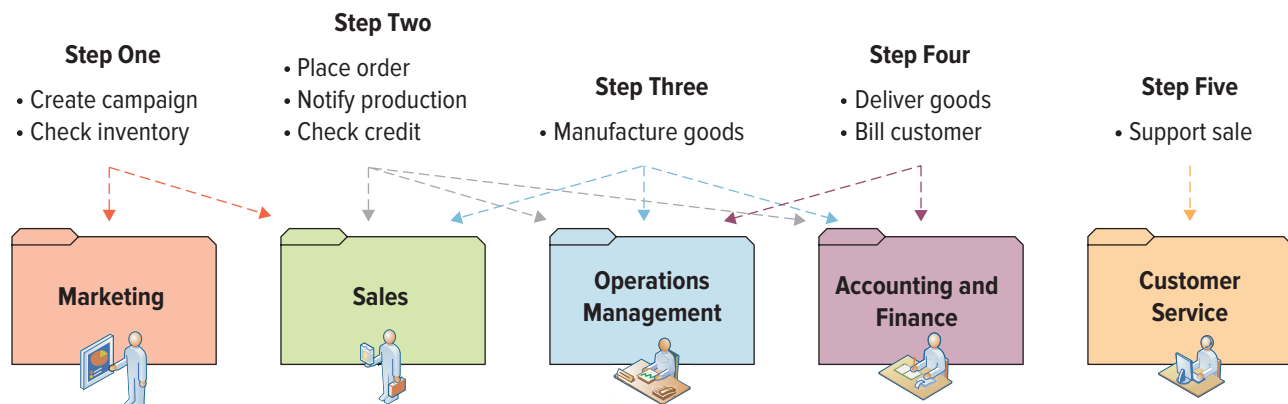 Step One
• Create campaign
• Check inventory
Step Two
• Place order
• Notify production
• Check credit
Step Three
• Manufacture goods
Step Four
• Deliver goods
• Bill customer
Step Five
• Support sale
Marketing
Sales
Operations
Management
Accounting and
Finance
Customer
Service